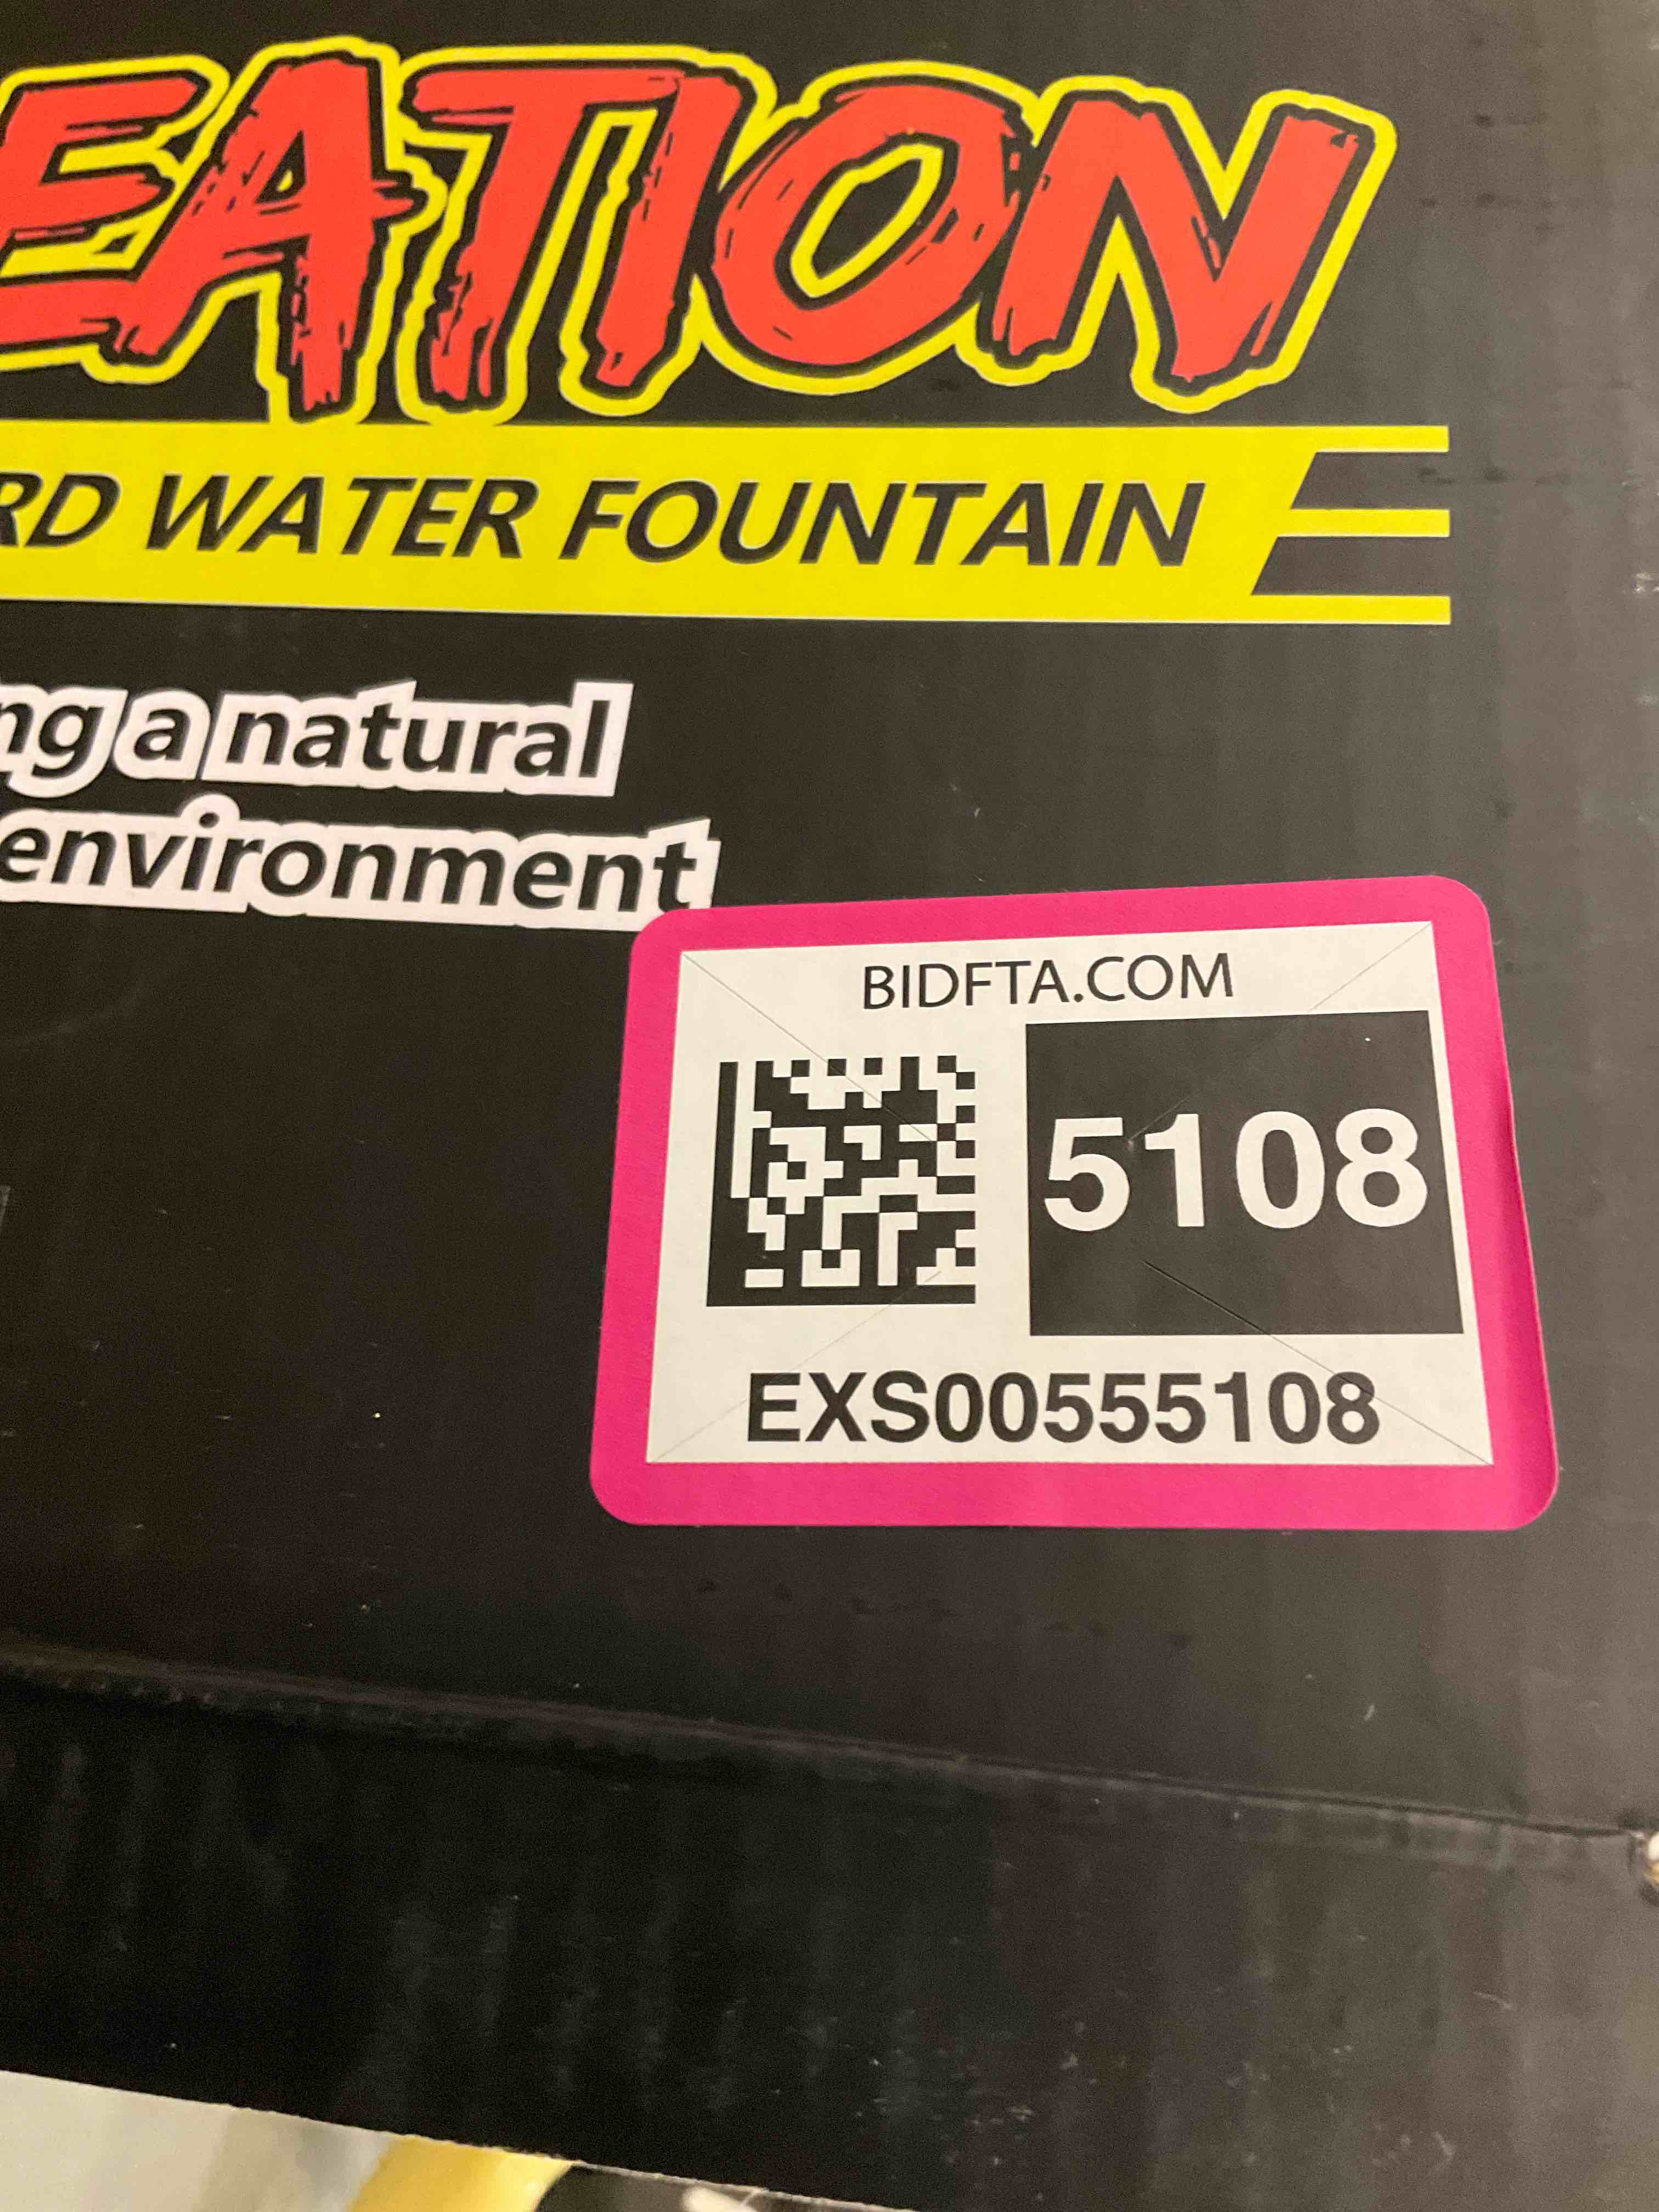 EATION
RD WATER FOUNTAIN
ng a natural
environment
BIDFTA.COM
5108
EXS00555108